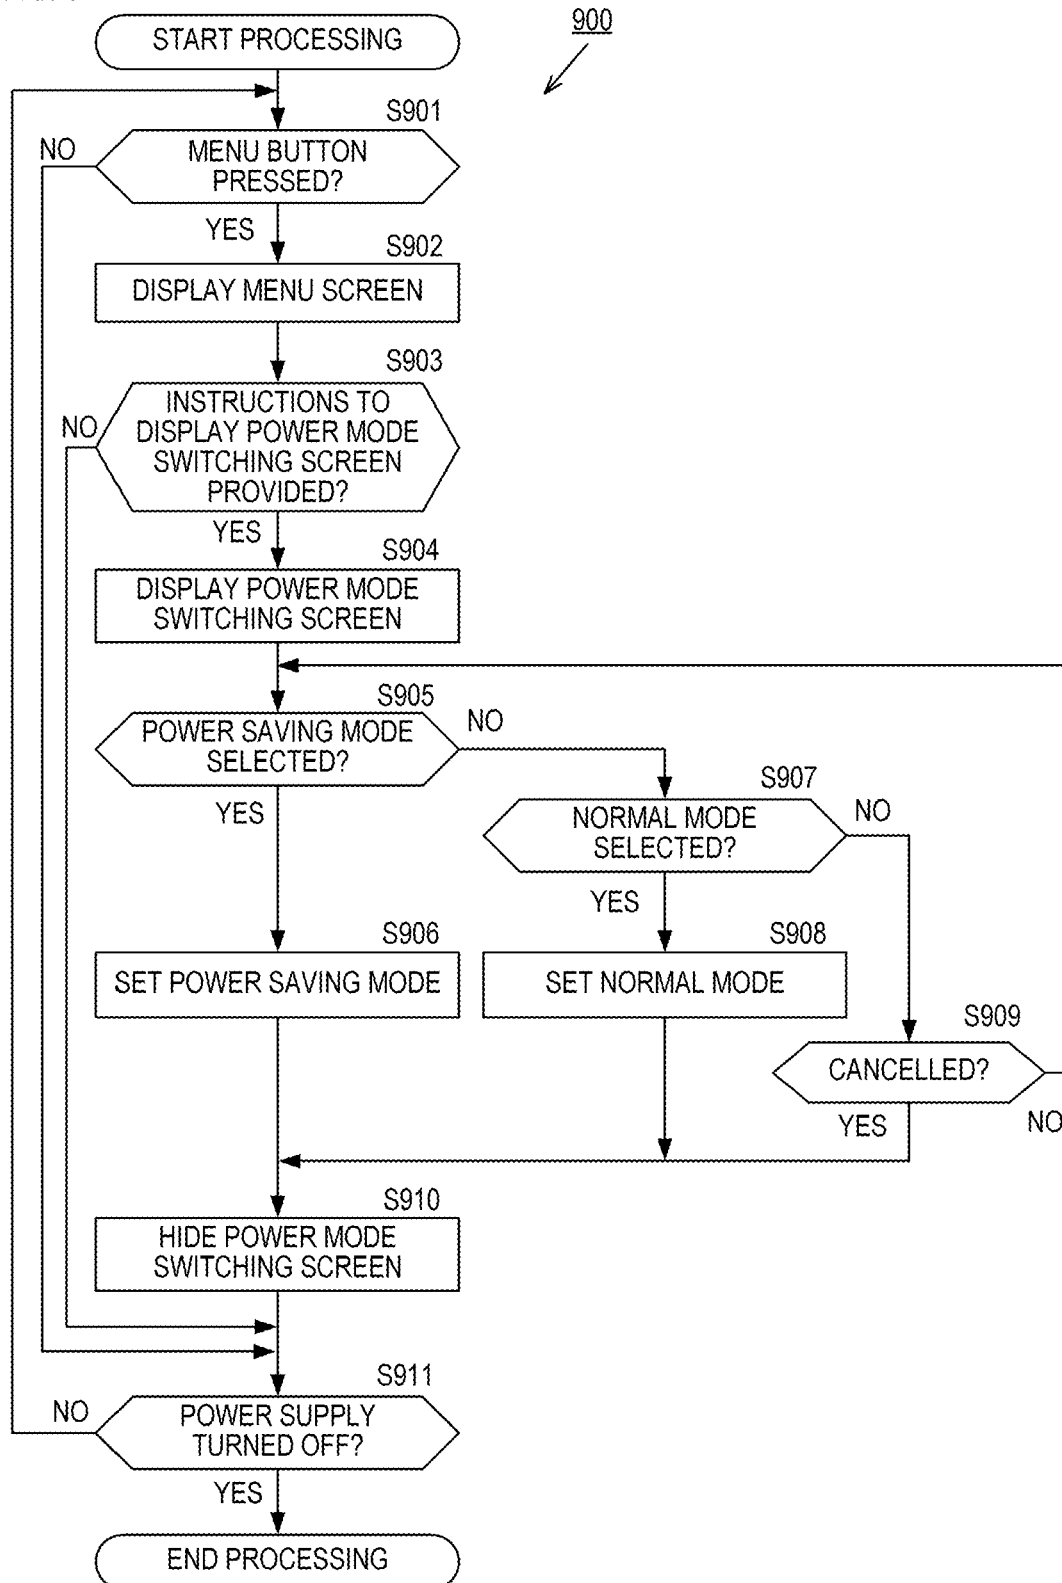 900
START PROCESSING
S901
NO
MENU BUTTON
PRESSED?
YES
S902
DISPLAY MENU SCREEN
S903
NO
INSTRUCTIONS TO
DISPLAY POWER MODE
SWITCHING SCREEN
PROVIDED?
YES
S904
DISPLAY POWER MODE
SWITCHING SCREEN
S905
POWER SAVING MODE
SELECTED?
NO
YES
S907
NORMAL MODE
SELECTED?
NO
YES
S906
SET POWER SAVING MODE
S908
SET NORMAL MODE
S909
CANCELLED?
YES
NO
S910
HIDE POWER MODE
SWITCHING SCREEN
S911
NO
POWER SUPPLY
TURNED OFF?
YES
END PROCESSING